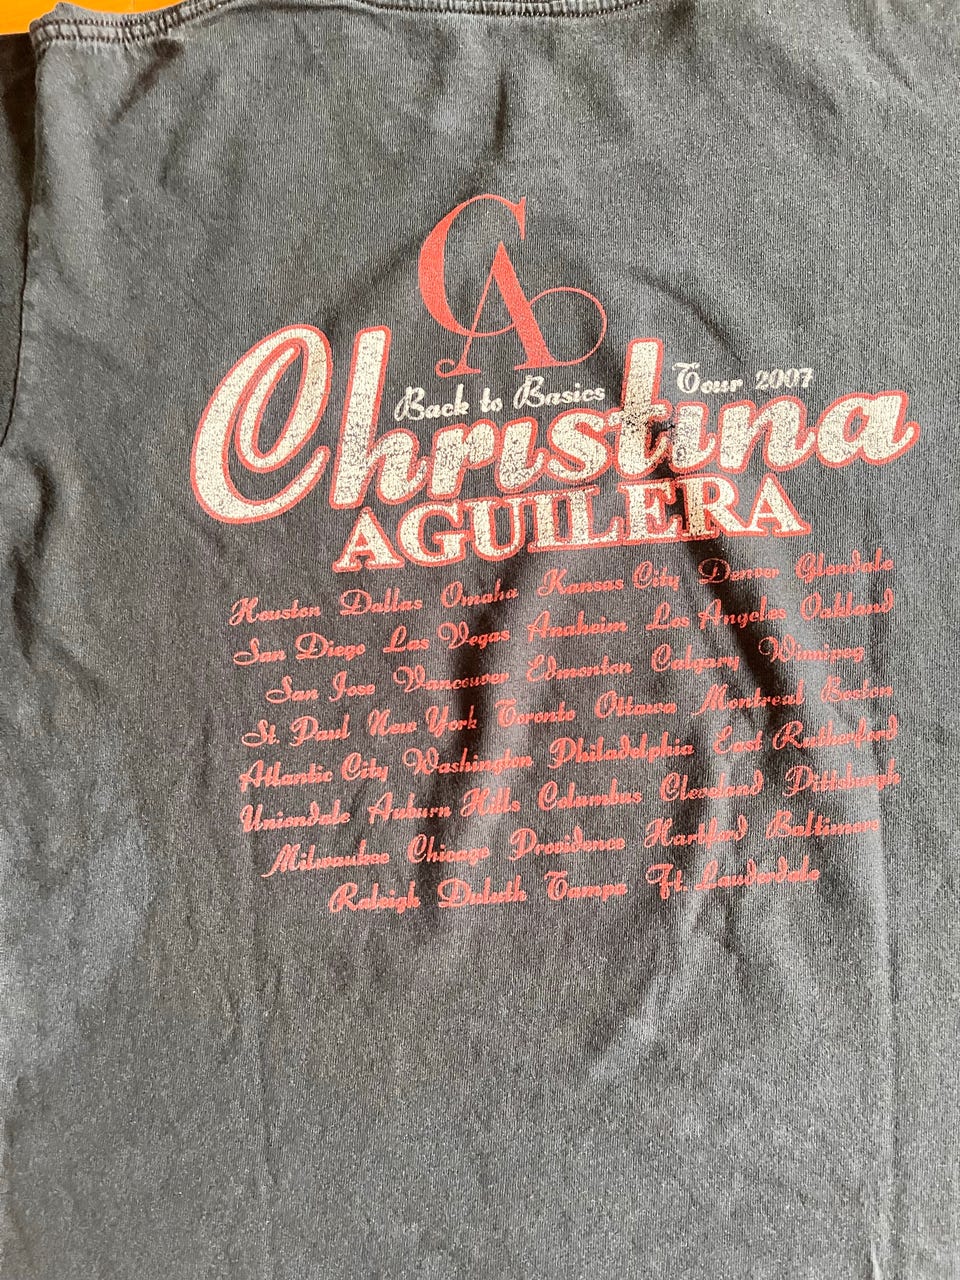 CA
Back to Basics Tour 2007
Christina
AGUILERA
Houston Dallas Omaha Kansas City Denver Glendale
San Diego Las Vegas Anaheim Los Angeles Oakland
San Jose Vancouver Edmonton Calgary Winnipeg
St. Paul New York Toronto Ottawa Montreal Boston
Atlantic City Washington Philadelphia East Rutherford
Uniondale Auburn Hills Columbus Cleveland Pittsburgh
Milwaukee Chicago Providence Hartford Baltimore
Raleigh Duluth Tampa Ft. Lauderdale